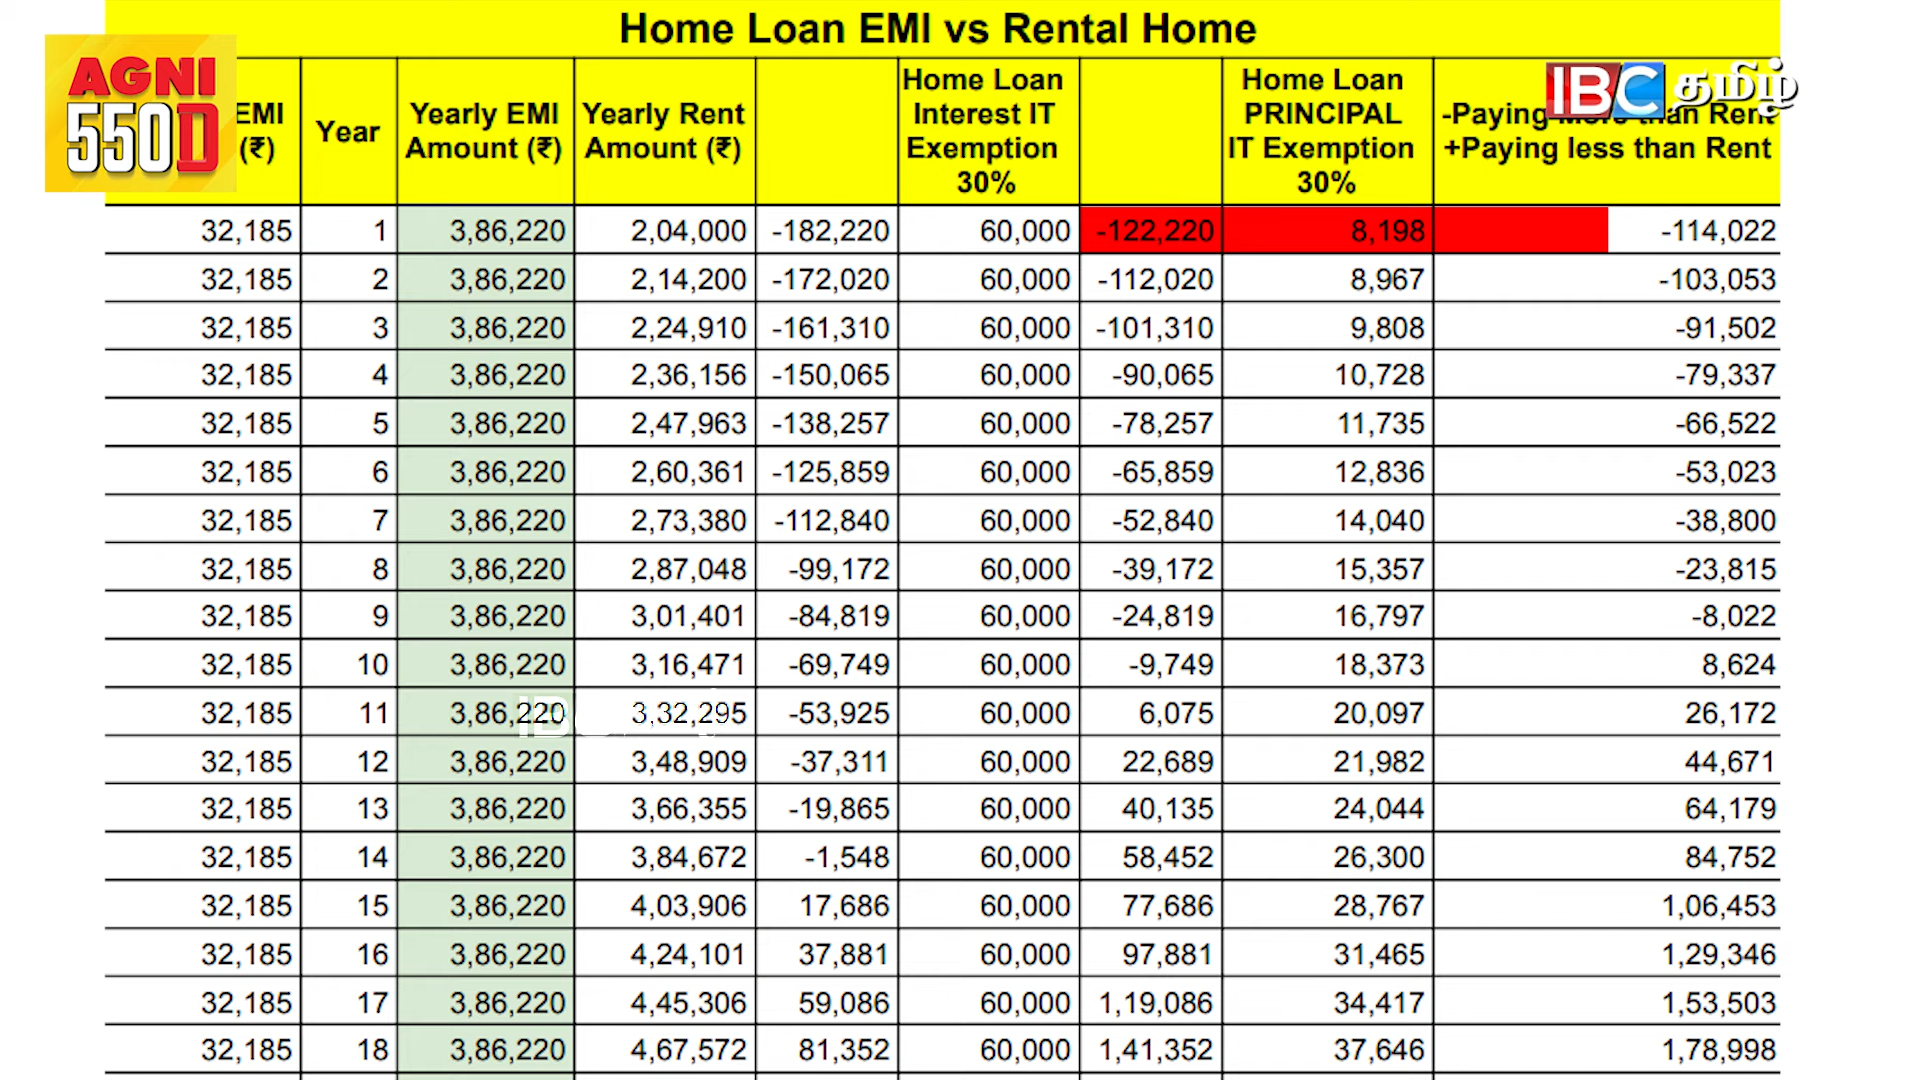 Home Loan EMI vs Rental Home
AGNI
550D
IBC தமிழ்
EMI (₹) Year Yearly EMI Amount (₹) Yearly Rent Amount (₹) Home Loan Interest IT Exemption 30% Home Loan PRINCIPAL IT Exemption 30% -Paying More than Rent +Paying less than Rent
32,185 1 3,86,220 2,04,000 -182,220 60,000 -122,220 8,198 -114,022
32,185 2 3,86,220 2,14,200 -172,020 60,000 -112,020 8,967 -103,053
32,185 3 3,86,220 2,24,910 -161,310 60,000 -101,310 9,808 -91,502
32,185 4 3,86,220 2,36,156 -150,065 60,000 -90,065 10,728 -79,337
32,185 5 3,86,220 2,47,963 -138,257 60,000 -78,257 11,735 -66,522
32,185 6 3,86,220 2,60,361 -125,859 60,000 -65,859 12,836 -53,023
32,185 7 3,86,220 2,73,380 -112,840 60,000 -52,840 14,040 -38,800
32,185 8 3,86,220 2,87,048 -99,172 60,000 -39,172 15,357 -23,815
32,185 9 3,86,220 3,01,401 -84,819 60,000 -24,819 16,797 -8,022
32,185 10 3,86,220 3,16,471 -69,749 60,000 -9,749 18,373 8,624
32,185 11 3,86,220 3,32,295 -53,925 60,000 6,075 20,097 26,172
32,185 12 3,86,220 3,48,909 -37,311 60,000 22,689 21,982 44,671
32,185 13 3,86,220 3,66,355 -19,865 60,000 40,135 24,044 64,179
32,185 14 3,86,220 3,84,672 -1,548 60,000 58,452 26,300 84,752
32,185 15 3,86,220 4,03,906 17,686 60,000 77,686 28,767 1,06,453
32,185 16 3,86,220 4,24,101 37,881 60,000 97,881 31,465 1,29,346
32,185 17 3,86,220 4,45,306 59,086 60,000 1,19,086 34,417 1,53,503
32,185 18 3,86,220 4,67,572 81,352 60,000 1,41,352 37,646 1,78,998